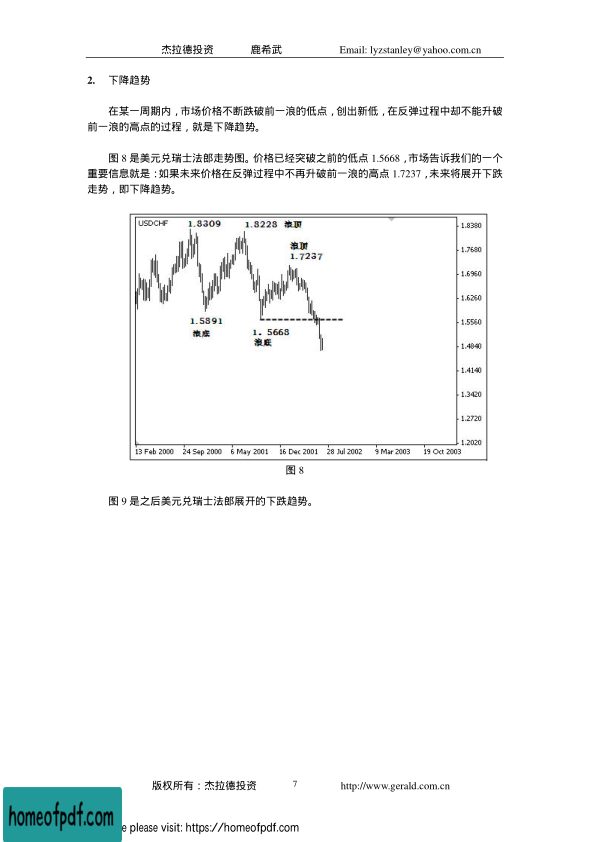 杰拉德投资 鹿希武 Email: lyzstanley@yahoo.com.cn
2. 下降趋势
在某一周期内，市场价格不断跌破前一浪的低点，创出新低，在反弹过程中却不能升破
前一浪的高点的过程，就是下降趋势。
图 8 是美元兑瑞士法郎走势图。价格已经突破之前的低点 1.5668，市场告诉我们的一个
重要信息就是：如果未来价格在反弹过程中不再升破前一浪的高点 1.7237，未来将展开下跌
走势，即下降趋势。
USDCHF 1.8309 1.8228 浪顶
浪顶
1.7237
1.5891
浪底
1. 5668
浪底
1.8380
1.7680
1.6960
1.6260
1.5560
1.4840
1.4140
1.3420
1.2720
1.2020
13 Feb 2000 24 Sep 2000 6 May 2001 16 Dec 2001 28 Jul 2002 9 Mar 2003 19 Oct 2003
图 8
图 9 是之后美元兑瑞士法郎展开的下跌趋势。
版权所有：杰拉德投资 7 http://www.gerald.com.cn
homeofpdf.com
e please visit: https://homeofpdf.com